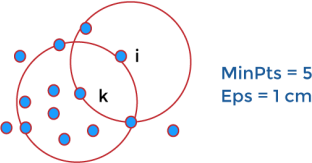 i
k
MinPts = 5
Eps = 1 cm